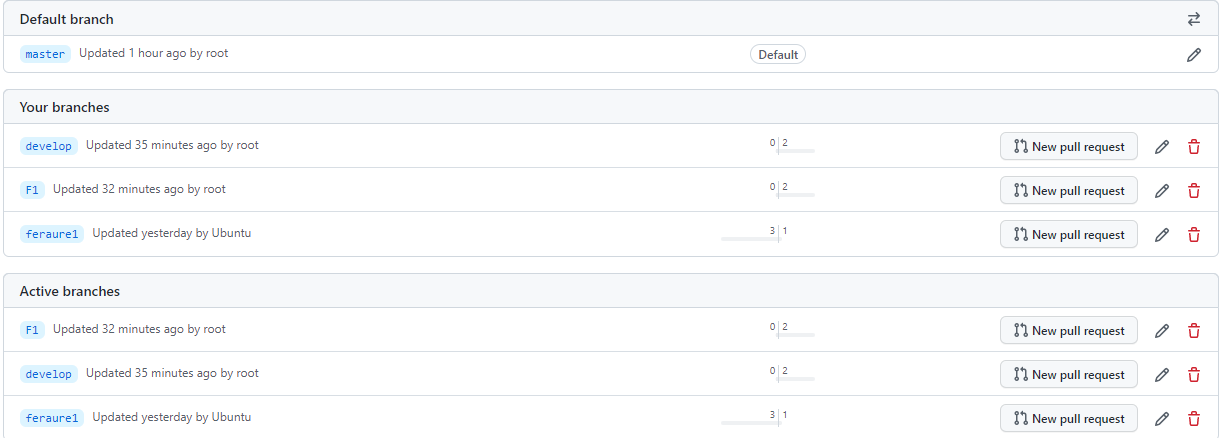 Default branch
master Updated 1 hour ago by root Default
Your branches
develop Updated 35 minutes ago by root 0 2 New pull request
F1 Updated 32 minutes ago by root 0 2 New pull request
feraure1 Updated yesterday by Ubuntu 3 1 New pull request
Active branches
F1 Updated 32 minutes ago by root 0 2 New pull request
develop Updated 35 minutes ago by root 0 2 New pull request
feraure1 Updated yesterday by Ubuntu 3 1 New pull request